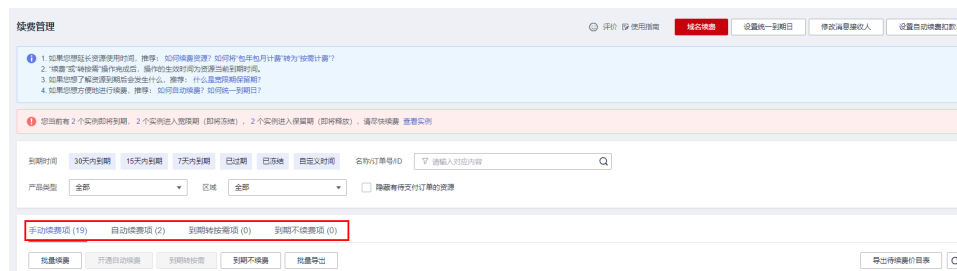 续费管理
评价 使用指南 域名续费 设置统一到期日 修改消息接收人 设置自动续费扣款
1. 如果您想延长资源使用时间，推荐： 如何续费资源？如何将"包年包月计费"转为"按需计费"？
2. "续费"或"转按需"操作完成后，操作的生效时间为资源当前到期时间。
3. 如果您想了解资源到期后会发生什么，推荐： 什么是宽限期保留期？
4. 如果您想方便地进行续费，推荐： 如何自动续费？如何统一到期日？
您当前有 2 个实例即将到期， 2 个实例进入宽限期（即将冻结）， 2 个实例进入保留期（即将释放），请尽快续费 查看实例
到期时间 30天内到期 15天内到期 7天内到期 已过期 已冻结 自定义时间 名称/订单号/ID 请输入对应内容
产品类型 全部 区域 全部 隐藏有待支付订单的资源
手动续费项 (19) 自动续费项 (2) 到期转按需项 (0) 到期不续费项 (0)
批量续费 开通自动续费 到期转按需 到期不续费 批量导出 导出待续费价目表